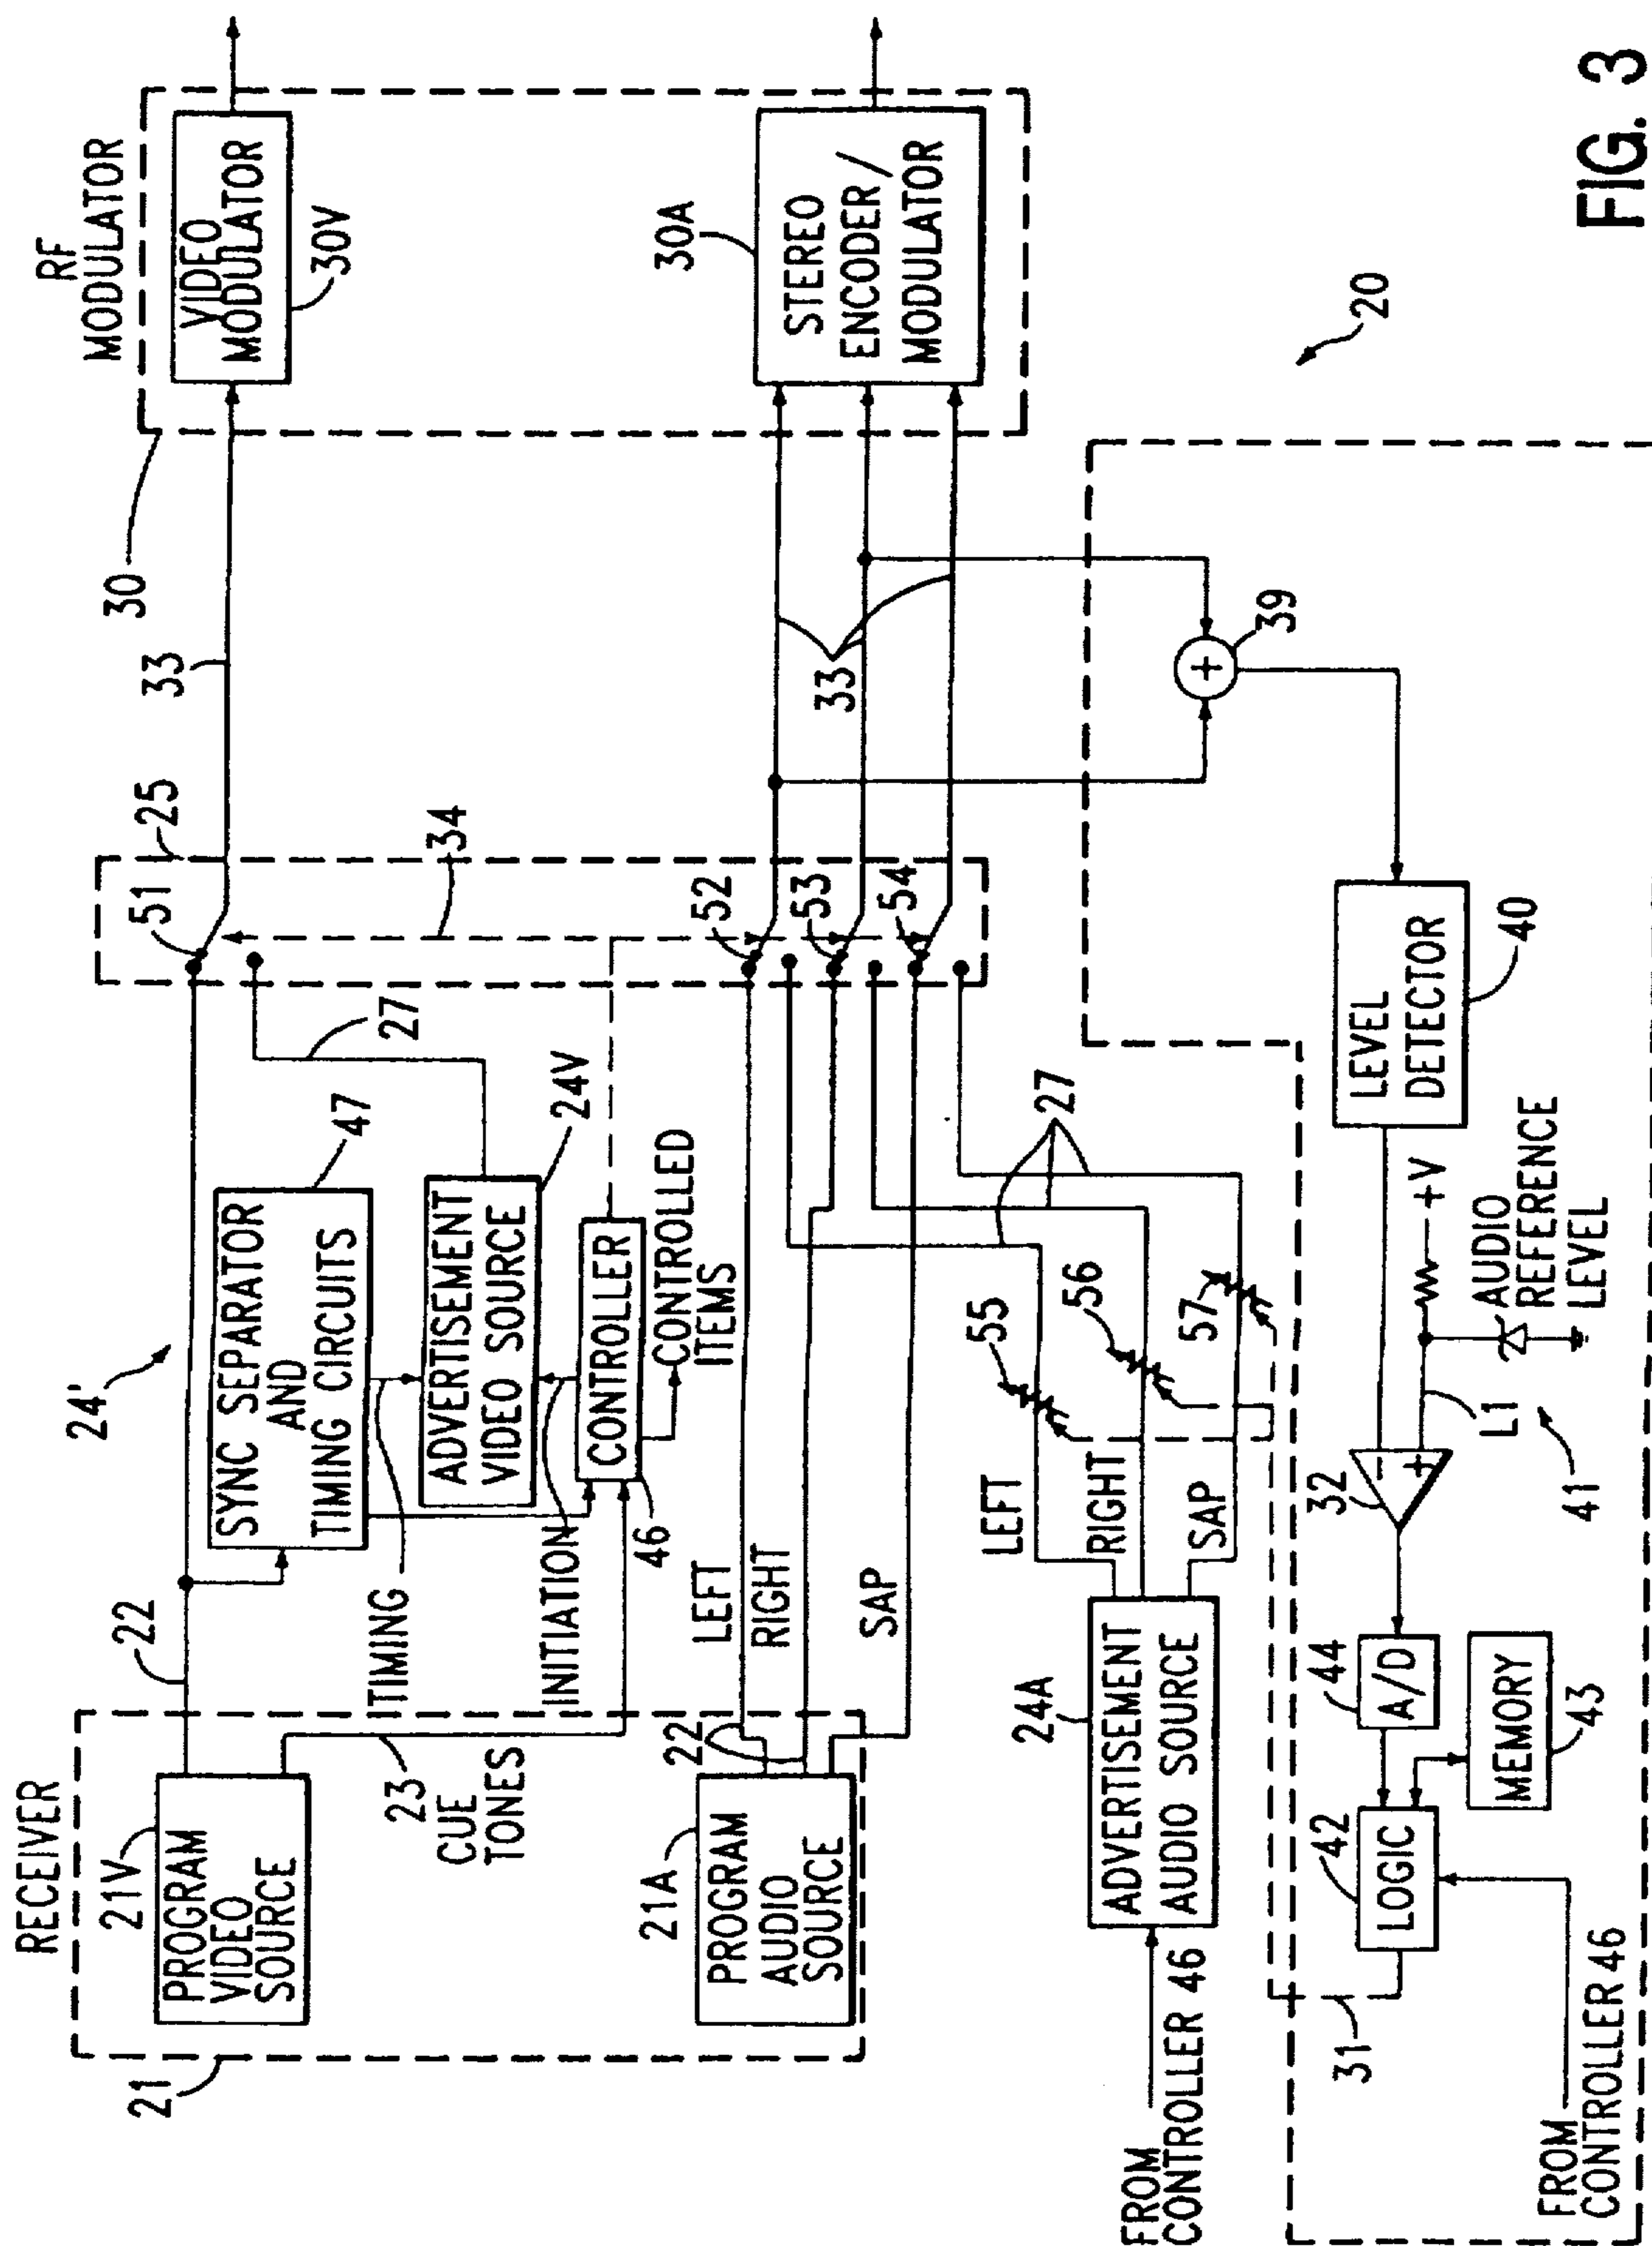 RECEIVER
21
21V
PROGRAM
VIDEO
SOURCE
22
23
CUE
TONES
21A
PROGRAM
AUDIO
SOURCE
22
24'
SYNC SEPARATOR
AND
TIMING CIRCUITS
47
TIMING
ADVERTISEMENT
VIDEO SOURCE
24V
INITIATION
CONTROLLER
46
CONTROLLED
ITEMS
27
LEFT
RIGHT
SAP
25
51
34
52
53
54
33
30
RF
MODULATOR
VIDEO
MODULATOR
30V
30A
STEREO
ENCODER/
MODULATOR
33
FROM
CONTROLLER 46
24A
ADVERTISEMENT
AUDIO SOURCE
LEFT
RIGHT
SAP
55
56
57
27
31
FROM
CONTROLLER 46
42
LOGIC
44
A/D
MEMORY
43
32
−
+
L1
41
+V
AUDIO
REFERENCE
LEVEL
LEVEL
DETECTOR
40
+
39
20
FIG. 3